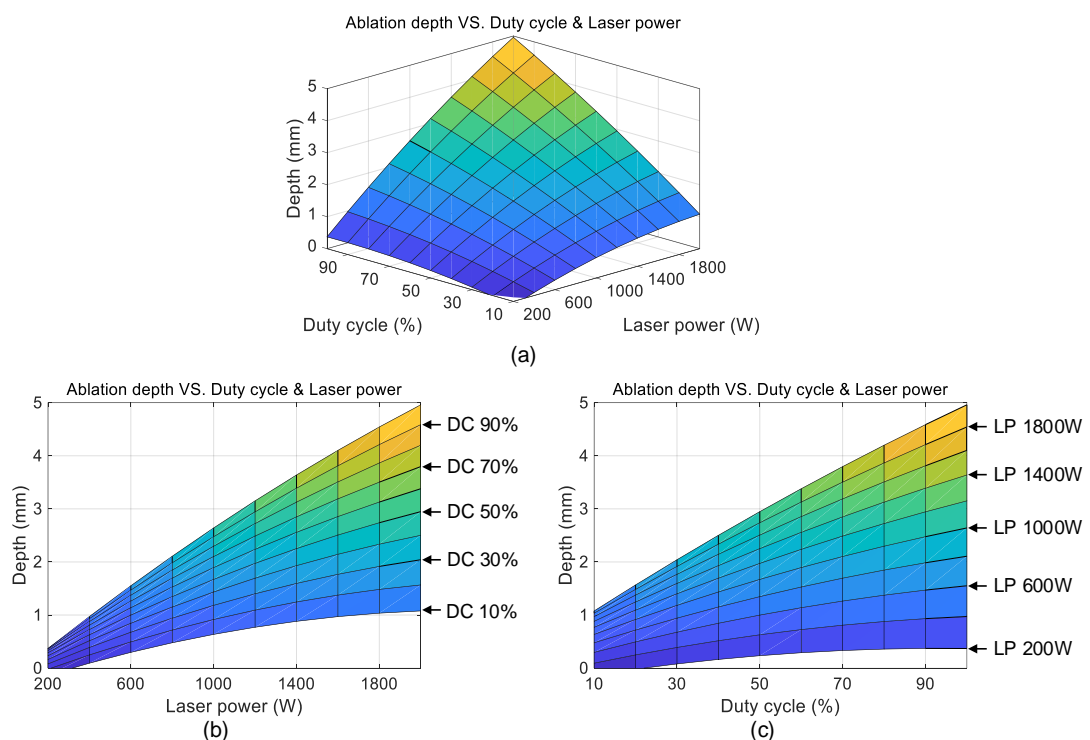 Ablation depth VS. Duty cycle & Laser power
5
4
3
2
1
0
Depth (mm)
90
70
50
30
10
200
600
1000
1400
1800
Duty cycle (%)
Laser power (W)
(a)
Ablation depth VS. Duty cycle & Laser power
5
4
3
2
1
0
Depth (mm)
DC 90%
DC 70%
DC 50%
DC 30%
DC 10%
200 600 1000 1400 1800
Laser power (W)
(b)
Ablation depth VS. Duty cycle & Laser power
5
4
3
2
1
0
Depth (mm)
LP 1800W
LP 1400W
LP 1000W
LP 600W
LP 200W
10 30 50 70 90
Duty cycle (%)
(c)